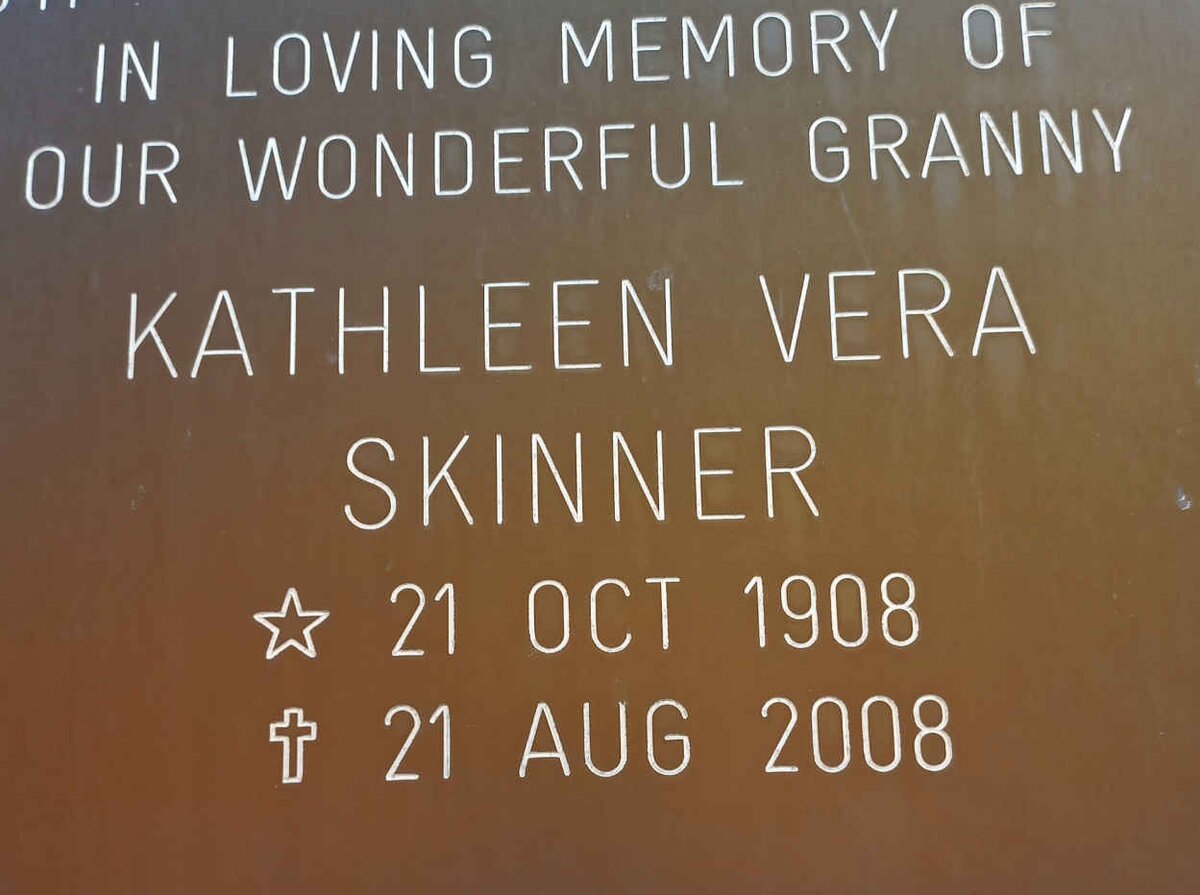 IN LOVING MEMORY OF
OUR WONDERFUL GRANNY
KATHLEEN VERA
SKINNER
☆ 21 OCT 1908
✝ 21 AUG 2008